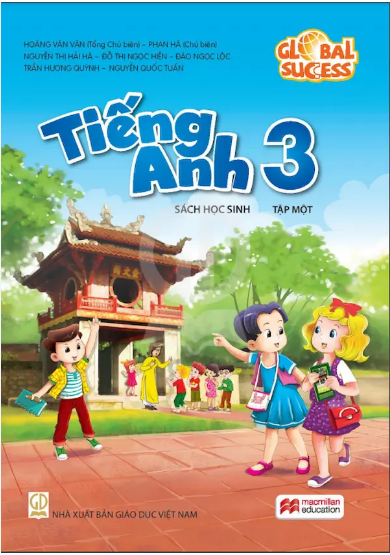 HOÀNG VĂN VÂN (Tổng Chủ biên) – PHAN HÀ (Chủ biên)
NGUYỄN THỊ HẢI HÀ – ĐỖ THỊ NGỌC HIỀN – ĐÀO NGỌC LỘC
TRẦN HƯƠNG QUỲNH – NGUYỄN QUỐC TUẤN
GLOBAL
SUCCESS
Tiếng
Anh 3
SÁCH HỌC SINH TẬP MỘT
GD
NHÀ XUẤT BẢN GIÁO DỤC VIỆT NAM
macmillan
education